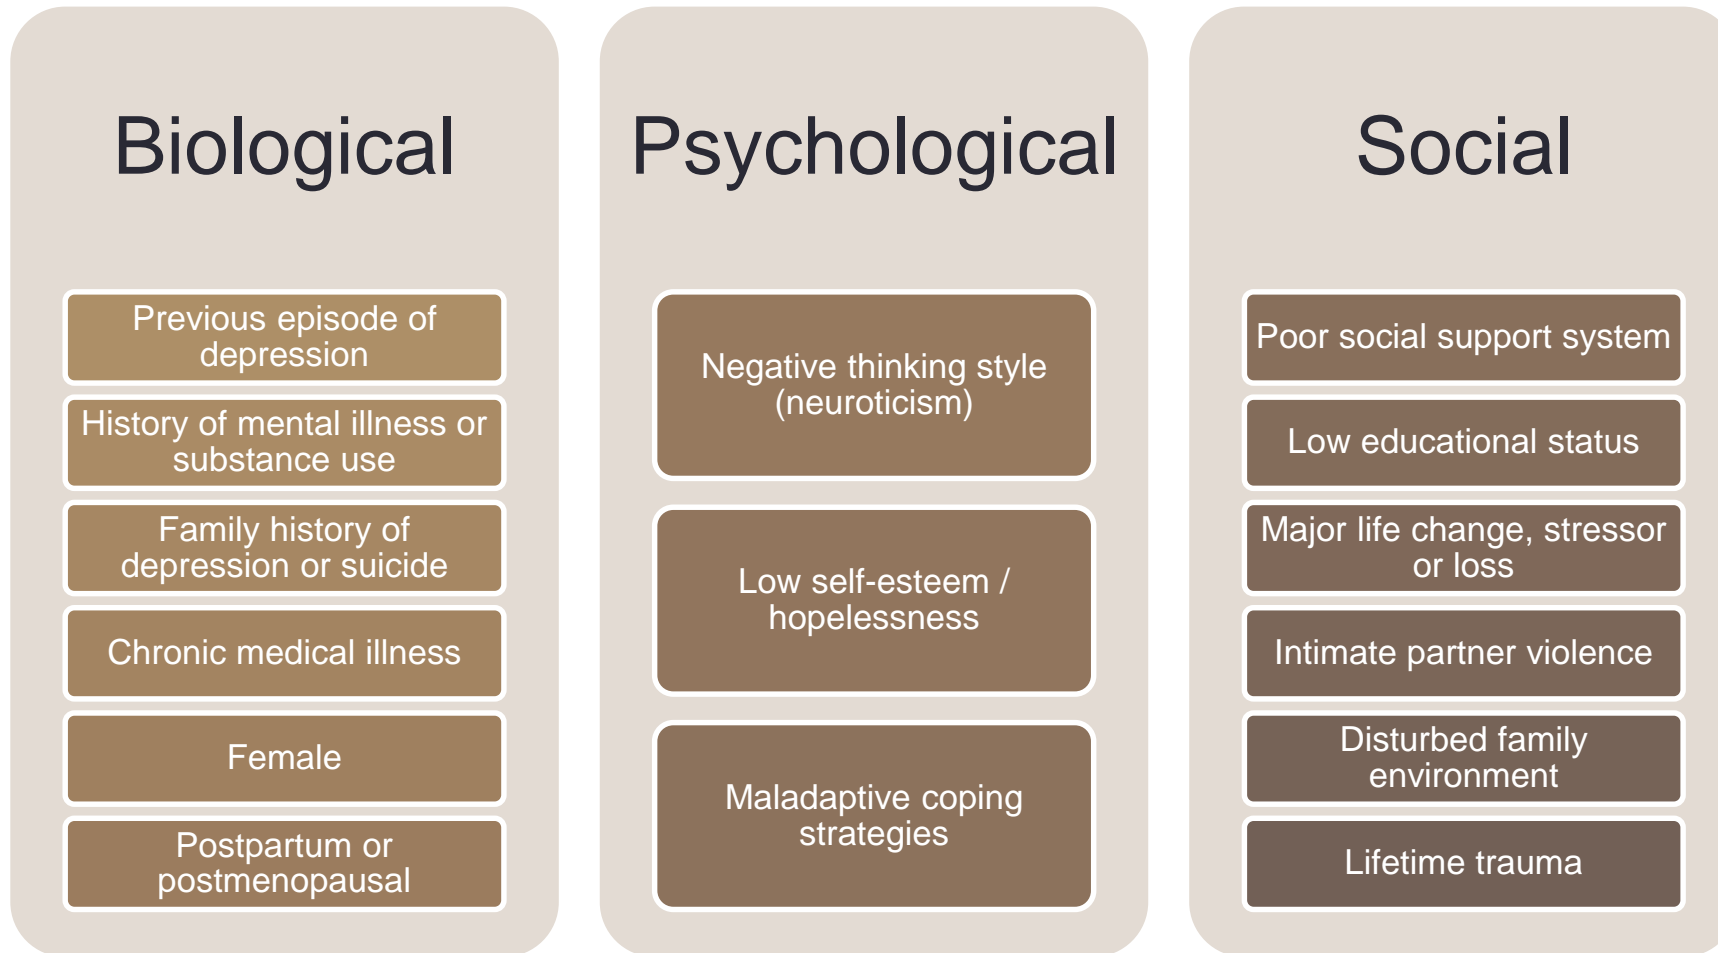 Biological
Previous episode of
depression
History of mental illness or
substance use
Family history of
depression or suicide
Chronic medical illness
Female
Postpartum or
postmenopausal
Psychological
Negative thinking style
(neuroticism)
Low self-esteem /
hopelessness
Maladaptive coping
strategies
Social
Poor social support system
Low educational status
Major life change, stressor
or loss
Intimate partner violence
Disturbed family
environment
Lifetime trauma